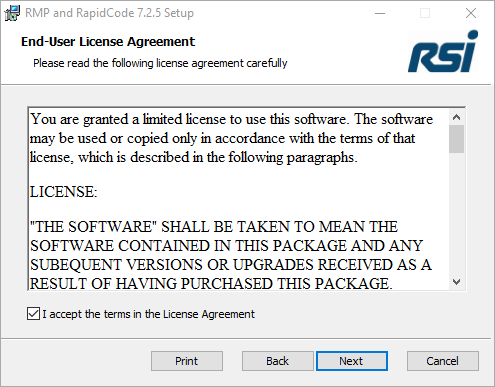 RMP and RapidCode 7.2.5 Setup
End-User License Agreement
Please read the following license agreement carefully
RSI
You are granted a limited license to use this software. The software
may be used or copied only in accordance with the terms of that
license, which is described in the following paragraphs.
LICENSE:
"THE SOFTWARE" SHALL BE TAKEN TO MEAN THE
SOFTWARE CONTAINED IN THIS PACKAGE AND ANY
SUBEQUENT VERSIONS OR UPGRADES RECEIVED AS A
RESULT OF HAVING PURCHASED THIS PACKAGE.
I accept the terms in the License Agreement
Print
Back
Next
Cancel